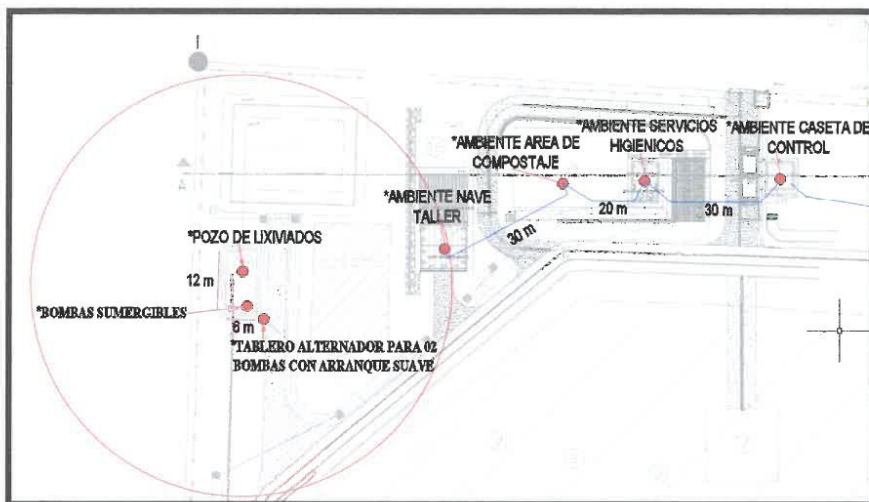 *AMBIENTE AREA DE
COMPOSTAJE
*AMBIENTE SERVICIOS
HIGIENICOS
*AMBIENTE CASETA DE
CONTROL
*AMBIENTE NAVE
TALLER
20 m
30 m
30 m
*POZO DE LIXIVIADOS
12 m
*BOMBAS SUMERGIBLES
6 m
*TABLERO ALTERNADOR PARA 02
BOMBAS CON ARRANQUE SUAVE